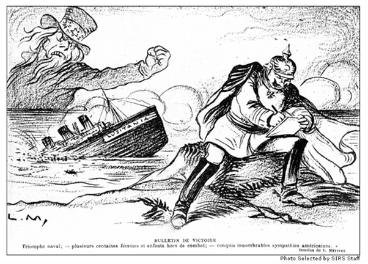 LUSITANIA
L.M,
BULLETIN DE VICTOIRE
Triomphe naval; — plusieurs centaines femmes et enfants hors de combat; — conquis innombrables sympathies américaines. »
Dessin de L. MÉTIVET
Photo Selected by SIRS Staff